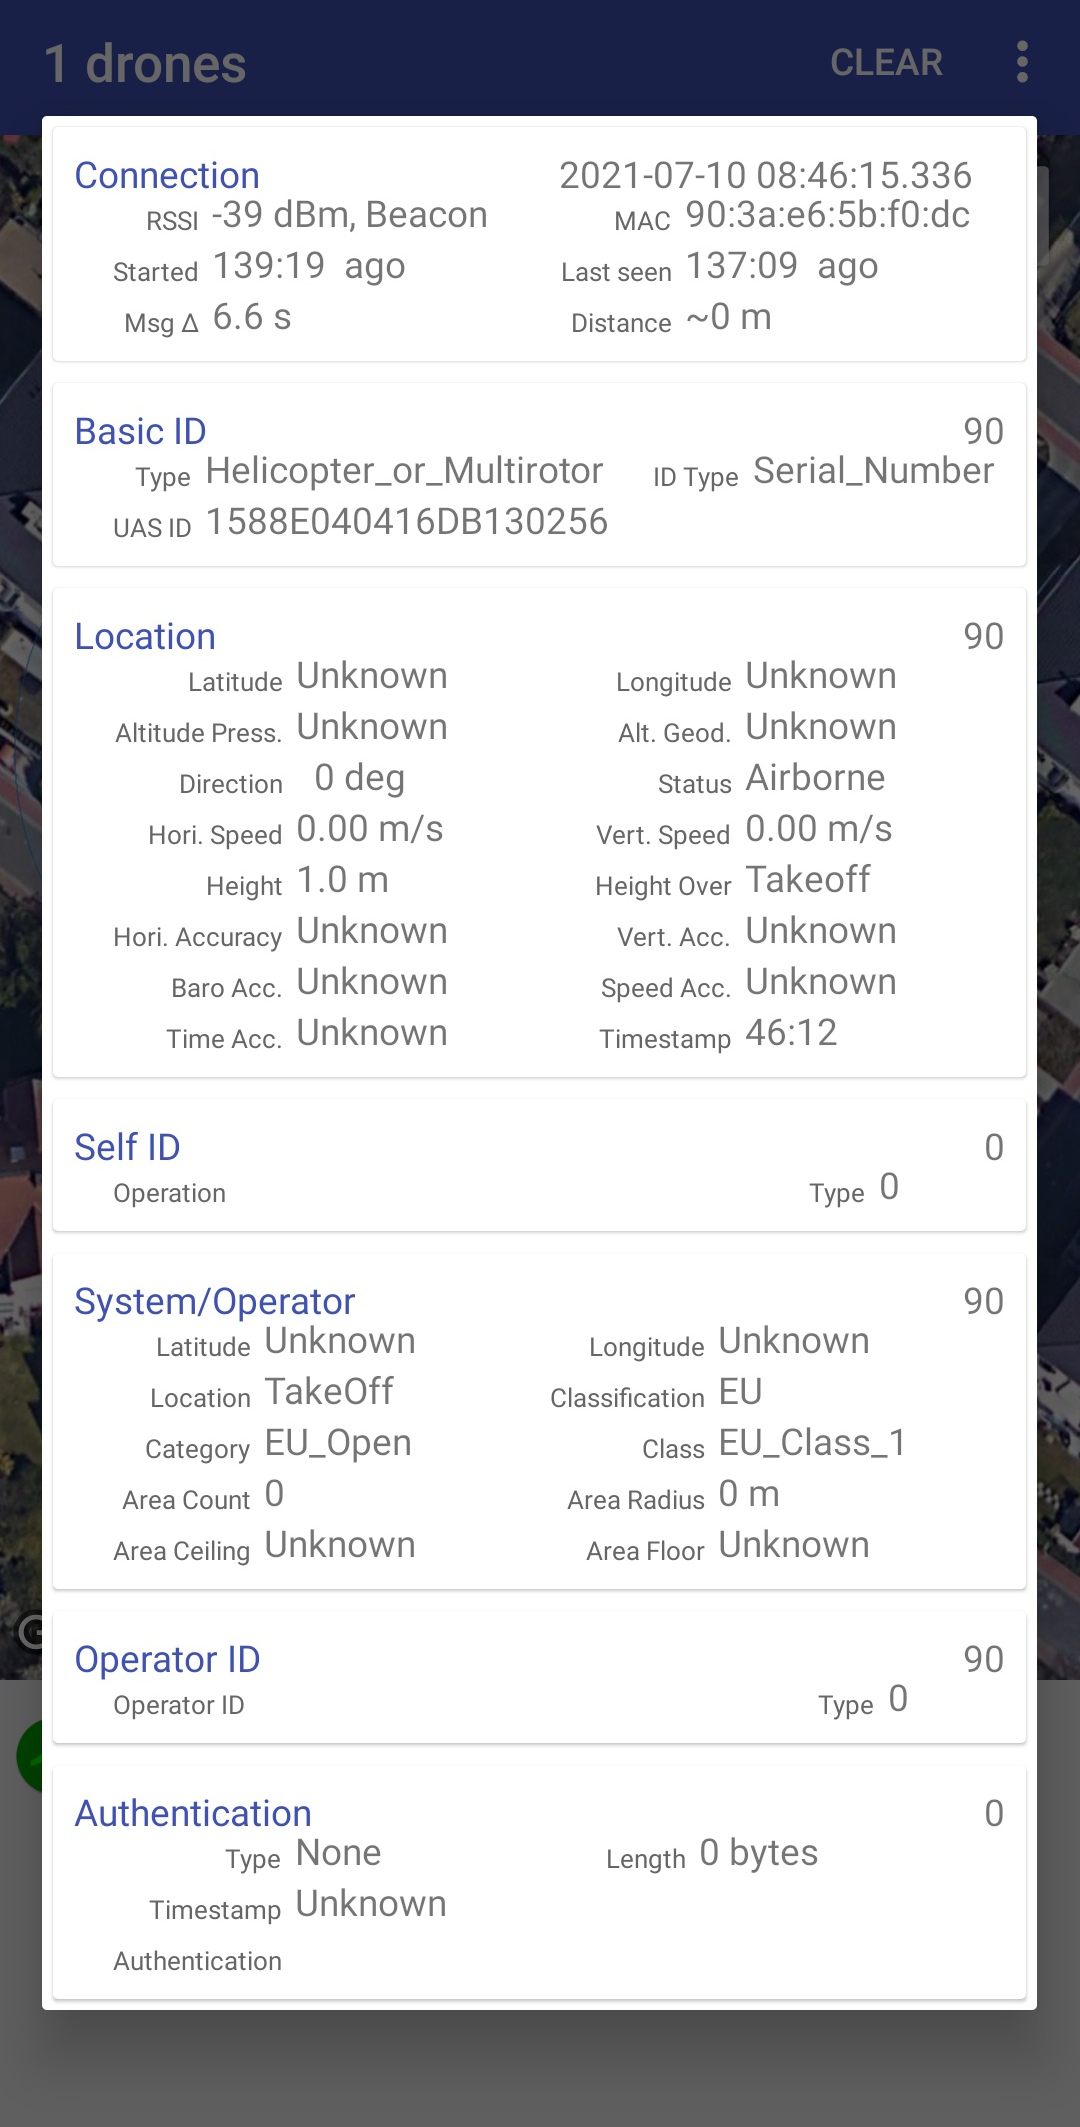 1 drones CLEAR
Connection 2021-07-10 08:46:15.336
RSSI -39 dBm, Beacon MAC 90:3a:e6:5b:f0:dc
Started 139:19 ago Last seen 137:09 ago
Msg Δ 6.6 s Distance ~0 m
Basic ID 90
Type Helicopter_or_Multirotor ID Type Serial_Number
UAS ID 1588E040416DB130256
Location 90
Latitude Unknown Longitude Unknown
Altitude Press. Unknown Alt. Geod. Unknown
Direction 0 deg Status Airborne
Hori. Speed 0.00 m/s Vert. Speed 0.00 m/s
Height 1.0 m Height Over Takeoff
Hori. Accuracy Unknown Vert. Acc. Unknown
Baro Acc. Unknown Speed Acc. Unknown
Time Acc. Unknown Timestamp 46:12
Self ID 0
Operation Type 0
System/Operator 90
Latitude Unknown Longitude Unknown
Location TakeOff Classification EU
Category EU_Open Class EU_Class_1
Area Count 0 Area Radius 0 m
Area Ceiling Unknown Area Floor Unknown
Operator ID 90
Operator ID Type 0
Authentication 0
Type None Length 0 bytes
Timestamp Unknown
Authentication